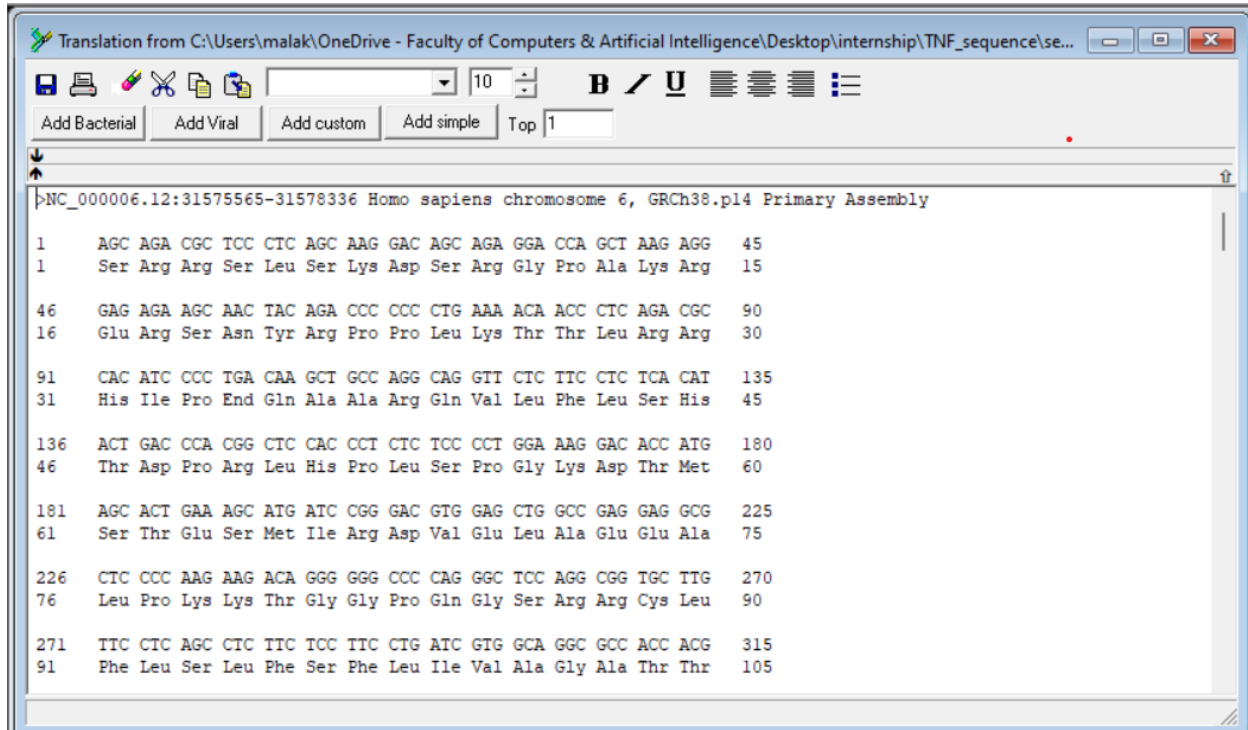 Translation from C:\Users\malak\OneDrive - Faculty of Computers & Artificial Intelligence\Desktop\internship\TNF_sequence\se...
10 B I U
Add Bacterial Add Viral Add custom Add simple Top 1
>NC_000006.12:31575565-31578336 Homo sapiens chromosome 6, GRCh38.p14 Primary Assembly
1 AGC AGA CGC TCC CTC AGC AAG GAC AGC AGA GGA CCA GCT AAG AGG 45
1 Ser Arg Arg Ser Leu Ser Lys Asp Ser Arg Gly Pro Ala Lys Arg 15
46 GAG AGA AGC AAC TAC AGA CCC CCC CTG AAA ACA ACC CTC AGA CGC 90
16 Glu Arg Ser Asn Tyr Arg Pro Pro Leu Lys Thr Thr Leu Arg Arg 30
91 CAC ATC CCC TGA CAA GCT GCC AGG CAG GTT CTC TTC CTC TCA CAT 135
31 His Ile Pro End Gln Ala Ala Arg Gln Val Leu Phe Leu Ser His 45
136 ACT GAC CCA CGG CTC CAC CCT CTC TCC CCT GGA AAG GAC ACC ATG 180
46 Thr Asp Pro Arg Leu His Pro Leu Ser Pro Gly Lys Asp Thr Met 60
181 AGC ACT GAA AGC ATG ATC CGG GAC GTG GAG CTG GCC GAG GAG GCG 225
61 Ser Thr Glu Ser Met Ile Arg Asp Val Glu Leu Ala Glu Glu Ala 75
226 CTC CCC AAG AAG ACA GGG GGG CCC CAG GGC TCC AGG CGG TGC TTG 270
76 Leu Pro Lys Lys Thr Gly Gly Pro Gln Gly Ser Arg Arg Cys Leu 90
271 TTC CTC AGC CTC TTC TCC TTC CTG ATC GTG GCA GGC GCC ACC ACG 315
91 Phe Leu Ser Leu Phe Ser Phe Leu Ile Val Ala Gly Ala Thr Thr 105